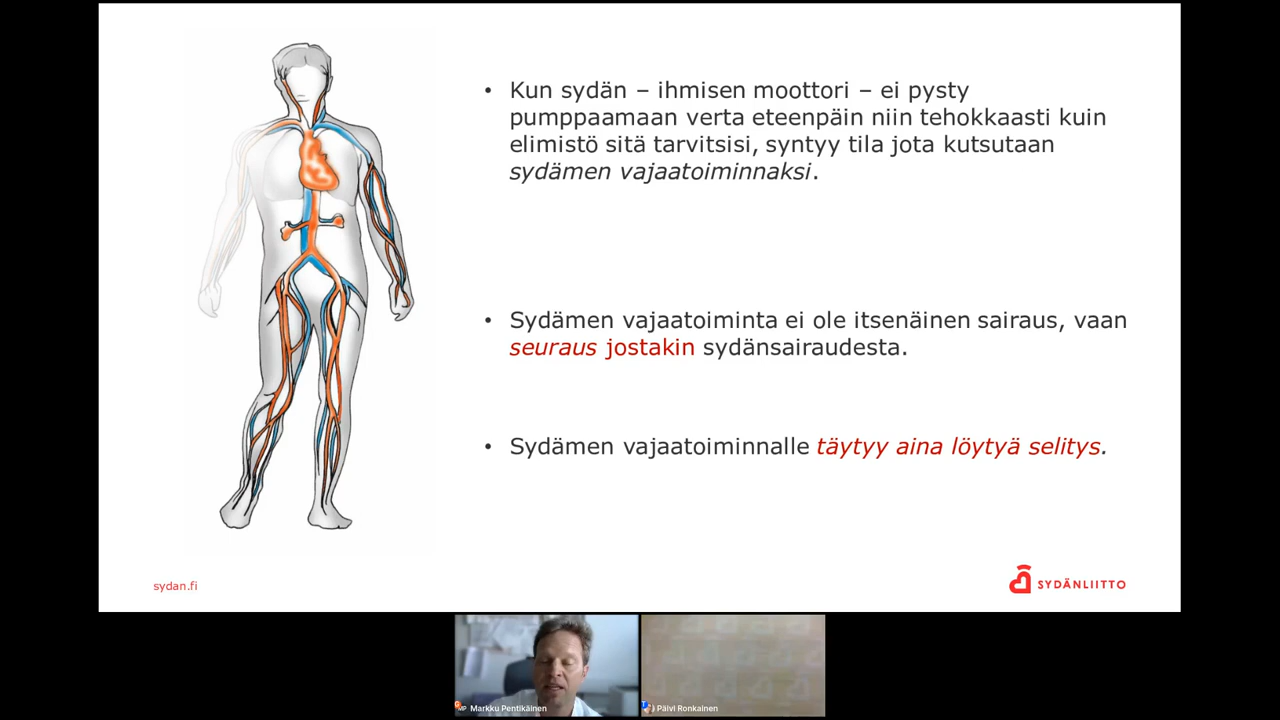 • Kun sydän – ihmisen moottori – ei pysty
pumppaamaan verta eteenpäin niin tehokkaasti kuin
elimistö sitä tarvitsisi, syntyy tila jota kutsutaan
sydämen vajaatoiminnaksi.
• Sydämen vajaatoiminta ei ole itsenäinen sairaus, vaan
seuraus jostakin sydänsairaudesta.
• Sydämen vajaatoiminnalle täytyy aina löytyä selitys.
sydan.fi
SYDÄNLIITTO
MP Markku Pentikäinen
Päivi Ronkainen